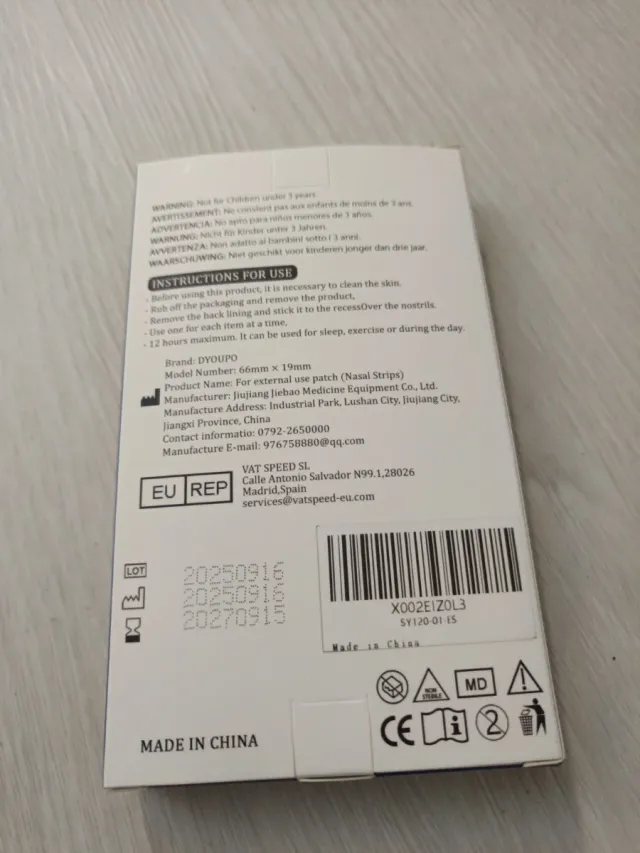 WARNING: Not for Children under 3 years.
AVERTISSEMENT: Ne convient pas aux enfants de moins de 3 ans.
ADVERTENCIA: No apto para niños menores de 3 años.
WARNUNG: Nicht für Kinder unter 3 Jahren.
AVVERTENZA: Non adatto ai bambini sotto i 3 anni.
WAARSCHUWING: Niet geschikt voor kinderen jonger dan drie jaar.
INSTRUCTIONS FOR USE
- Before using this product, it is necessary to clean the skin.
- Rub off the packaging and remove the product,
- Remove the back lining and stick it to the recessOver the nostrils.
- Use one for each item at a time,
- 12 hours maximum. It can be used for sleep, exercise or during the day.
Brand: DYOUPO
Model Number: 66mm × 19mm
Product Name: For external use patch (Nasal Strips)
Manufacturer: Jiujiang Jiebao Medicine Equipment Co., Ltd.
Manufacture Address: Industrial Park, Lushan City, Jiujiang City,
Jiangxi Province, China
Contact informatio: 0792-2650000
Manufacture E-mail: 976758880@qq.com
EU REP
VAT SPEED SL
Calle Antonio Salvador N99.1,28026
Madrid,Spain
services@vatspeed-eu.com
LOT 20250916
20250916
20270915
X002EIZ0L3
SY120-01-ES
Made in China
NON STERILE
MD
CE
2
MADE IN CHINA